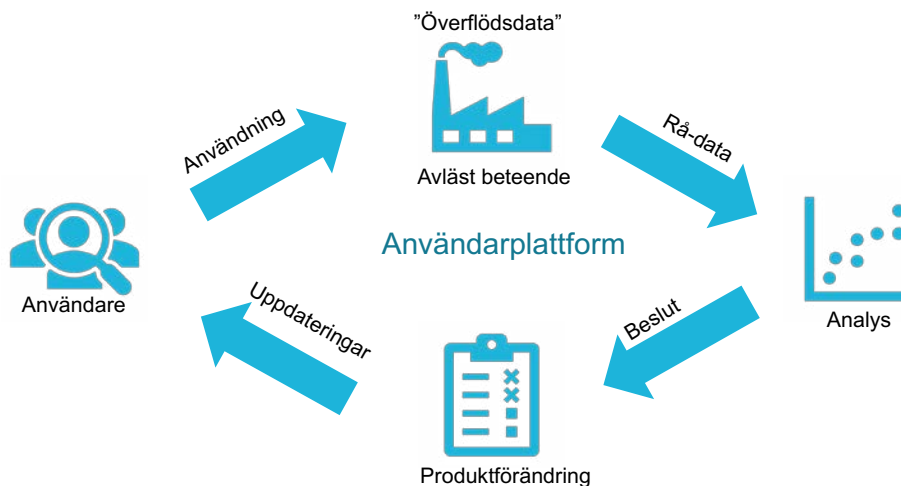 ”Överflödsdata”
Användning
Rå-data
Avläst beteende
Användarplattform
Användare
Analys
Uppdateringar
Beslut
Produktförändring